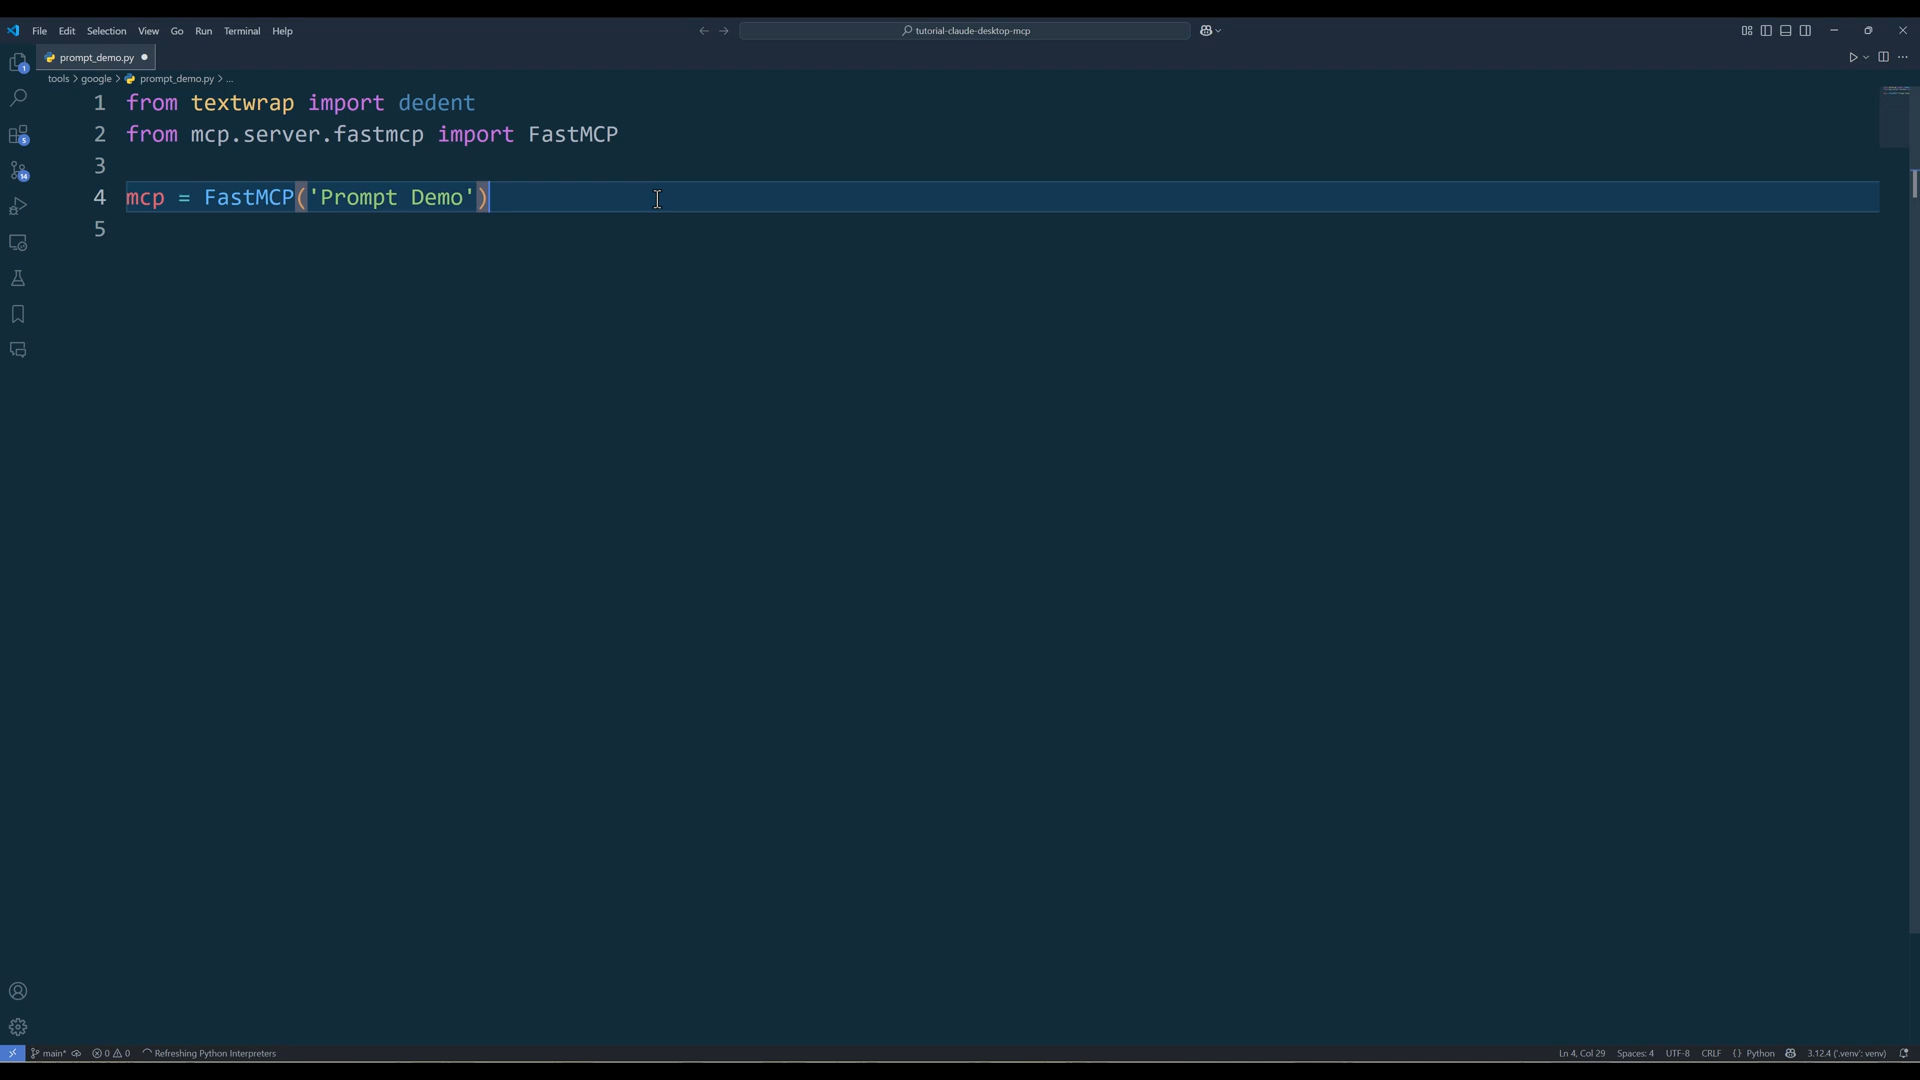 File Edit Selection View Go Run Terminal Help
tutorial-claude-desktop-mcp
prompt_demo.py
tools > google > prompt_demo.py > ...
1 from textwrap import dedent
2 from mcp.server.fastmcp import FastMCP
3
4 mcp = FastMCP('Prompt Demo')
5
1
5
14
main* 0 0 Refreshing Python Interpreters
Ln 4, Col 29 Spaces: 4 UTF-8 CRLF {} Python 3.12.4 ('.venv': venv)